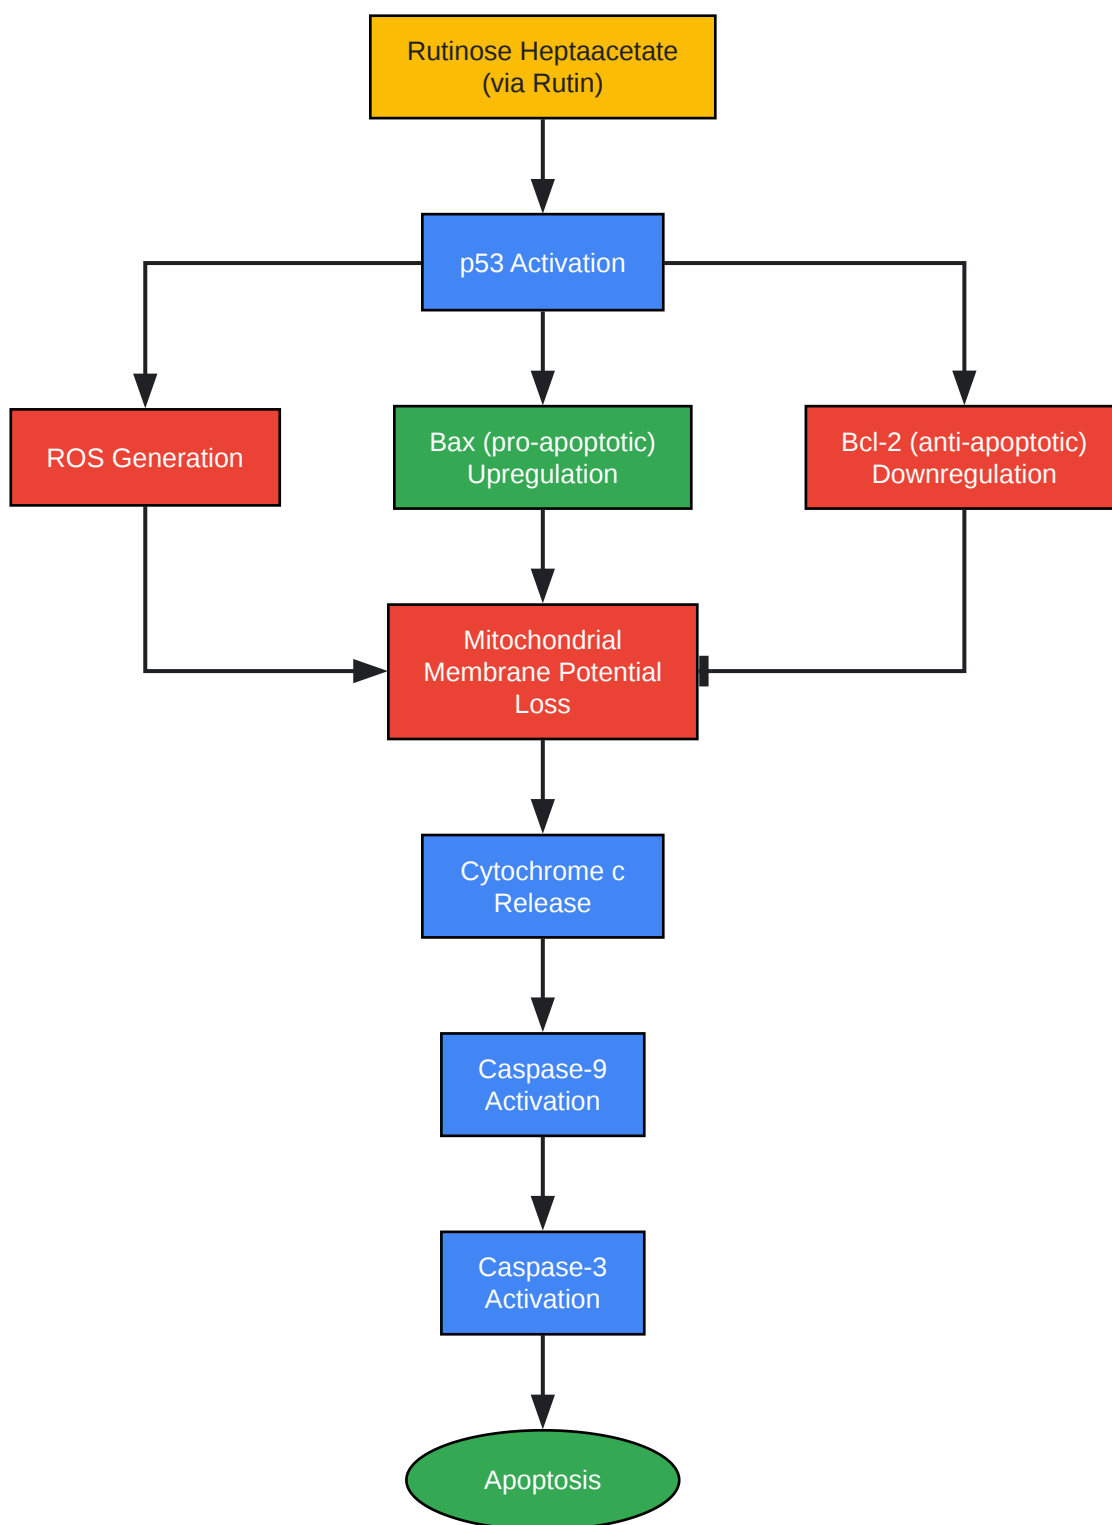 Rutinose Heptaacetate
(via Rutin)
p53 Activation
ROS Generation
Bax (pro-apoptotic)
Upregulation
Bcl-2 (anti-apoptotic)
Downregulation
Mitochondrial
Membrane Potential
Loss
Cytochrome c
Release
Caspase-9
Activation
Caspase-3
Activation
Apoptosis